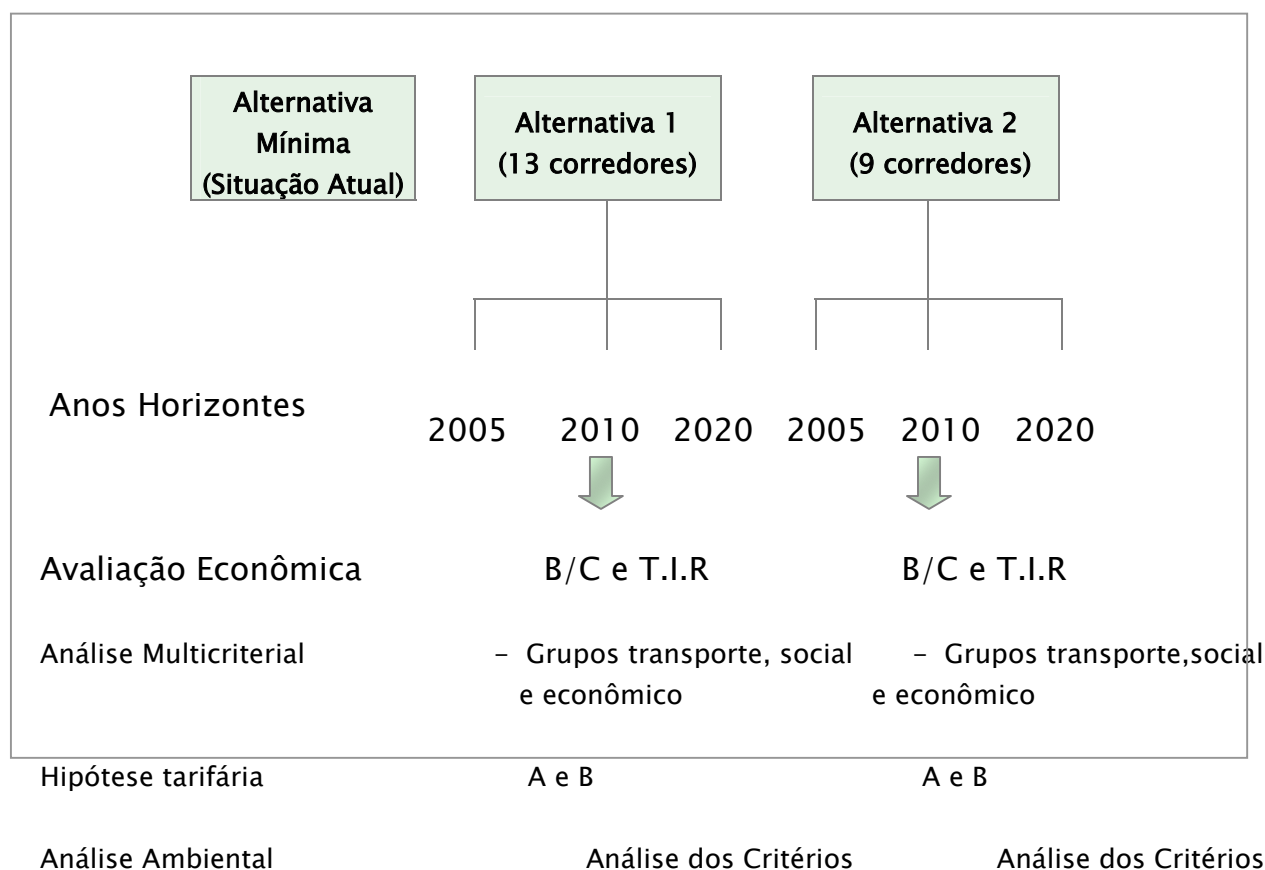 Alternativa
Mínima
(Situação Atual)
Alternativa 1
(13 corredores)
Alternativa 2
(9 corredores)
Anos Horizontes
2005 2010 2020 2005 2010 2020
Avaliação Econômica B/C e T.I.R B/C e T.I.R
Análise Multicriterial – Grupos transporte, social – Grupos transporte,social
e econômico e econômico
Hipótese tarifária A e B A e B
Análise Ambiental Análise dos Critérios Análise dos Critérios